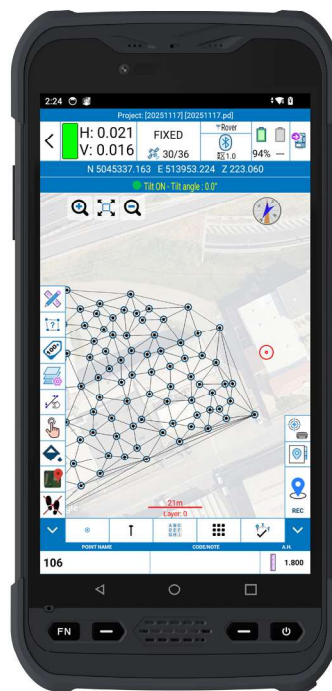 2:24
Project: [20251117] [20251117.pd]
H: 0.021
V: 0.016
FIXED
30/36
Rover
1.0
94%
--
N 5045337.163 E 513953.224 Z 223.060
Tilt ON - Tilt angle : 0.0°
?
100%
21m
Layer: 0
REC
POINT NAME
CODE/NOTE
A.H.
106
1.800
FN